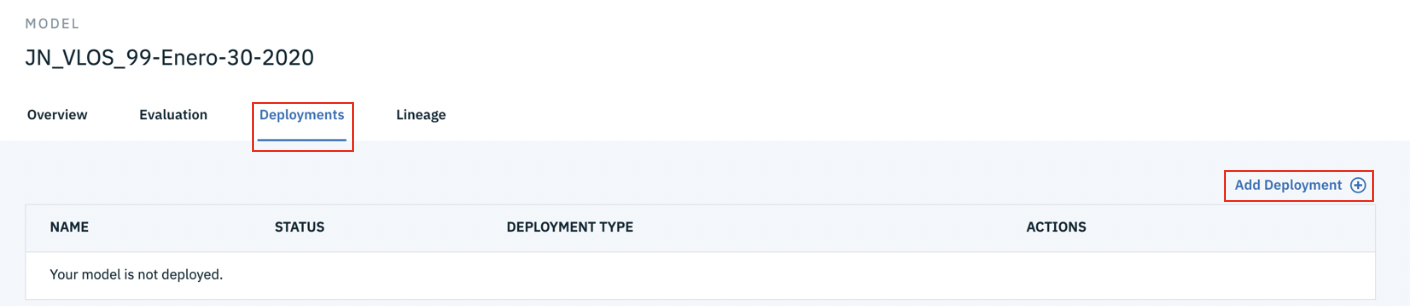 MODEL
JN_VLOS_99-Enero-30-2020
Overview Evaluation Deployments Lineage
Add Deployment
NAME STATUS DEPLOYMENT TYPE ACTIONS
Your model is not deployed.